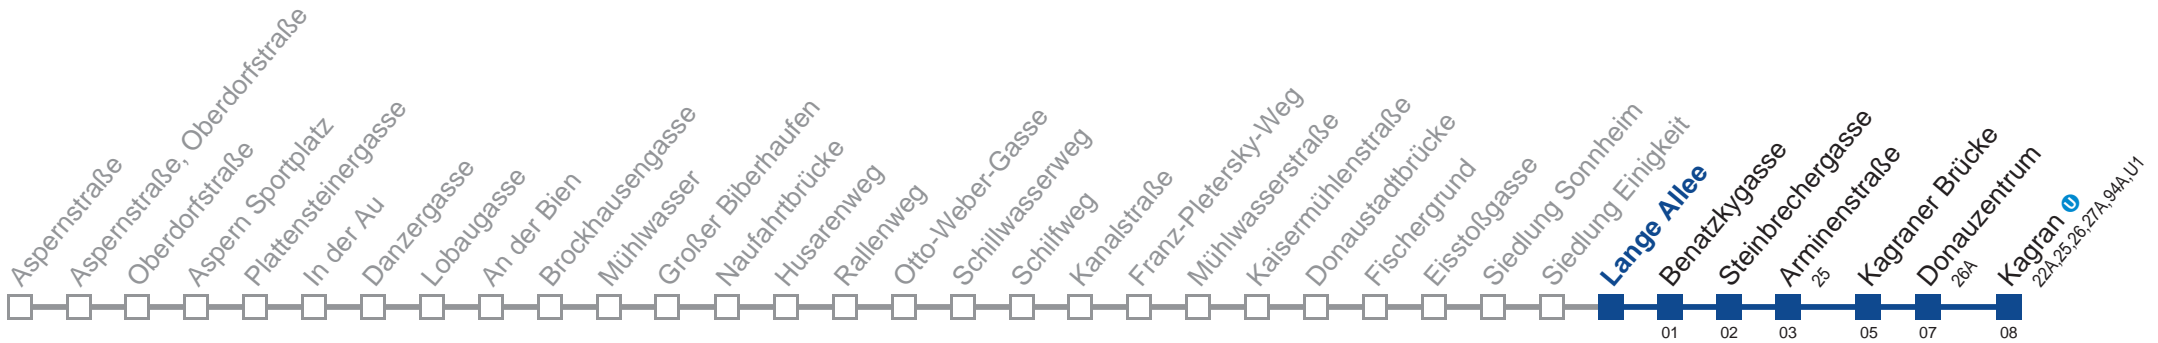 Aspernstraße
Aspernstraße, Oberdorfstraße
Oberdorfstraße
Aspern Sportplatz
Plattensteinergasse
In der Au
Danzergasse
Lobaugasse
An der Bien
Brockhausengasse
Mühlwasser
Großer Biberhaufen
Naufahrtbrücke
Husarenweg
Rallenweg
Otto-Weber-Gasse
Schillwasserweg
Schilfweg
Kanalstraße
Franz-Pletersky-Weg
Mühlwasserstraße
Kaisermühlenstraße
Donaustadtbrücke
Fischergrund
Eisstoßgasse
Siedlung Sonnheim
Siedlung Einigkeit
Lange Allee
Benatzkygasse
01
Steinbrechergasse
02
Arminenstraße
25
03
Kagraner Brücke
05
Donauzentrum
26A
07
Kagran U
22A,25,26,27A,94A,U1
08